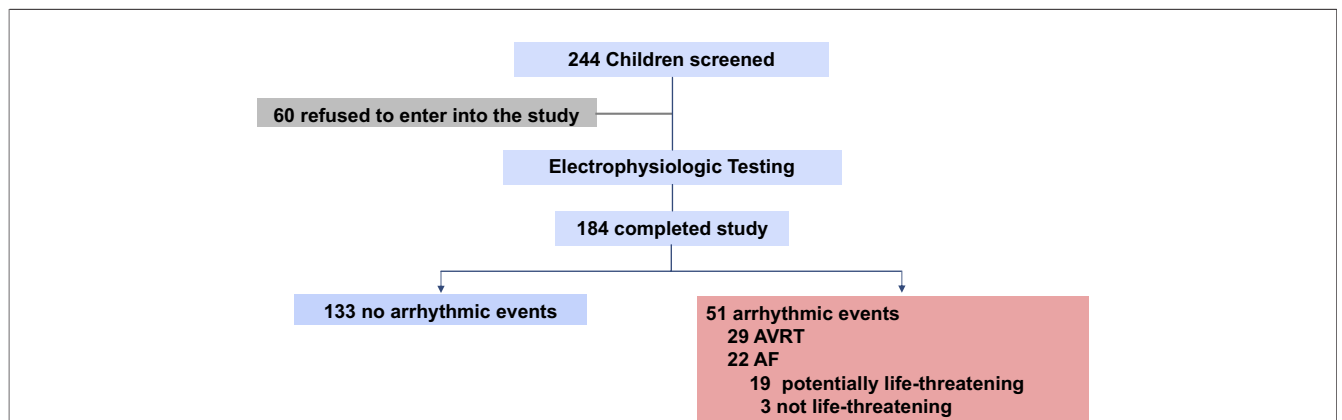 244 Children screened
60 refused to enter into the study
Electrophysiologic Testing
184 completed study
133 no arrhythmic events
51 arrhythmic events
29 AVRT
22 AF
19 potentially life-threatening
3 not life-threatening